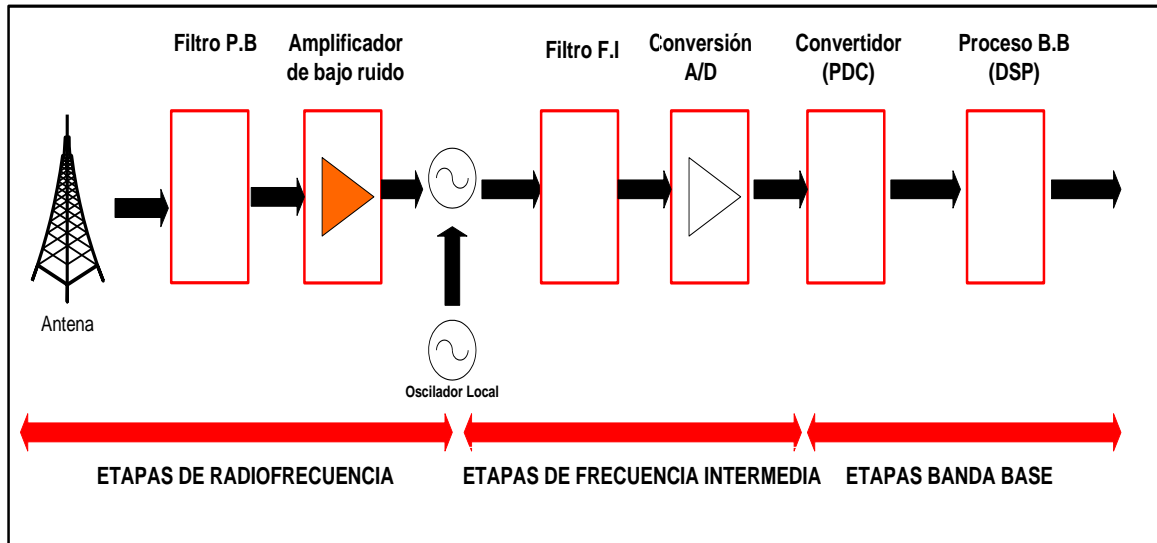 Filtro P.B
Amplificador
de bajo ruido
Filtro F.I
Conversión
A/D
Convertidor
(PDC)
Proceso B.B
(DSP)
Antena
Oscilador Local
ETAPAS DE RADIOFRECUENCIA
ETAPAS DE FRECUENCIA INTERMEDIA
ETAPAS BANDA BASE